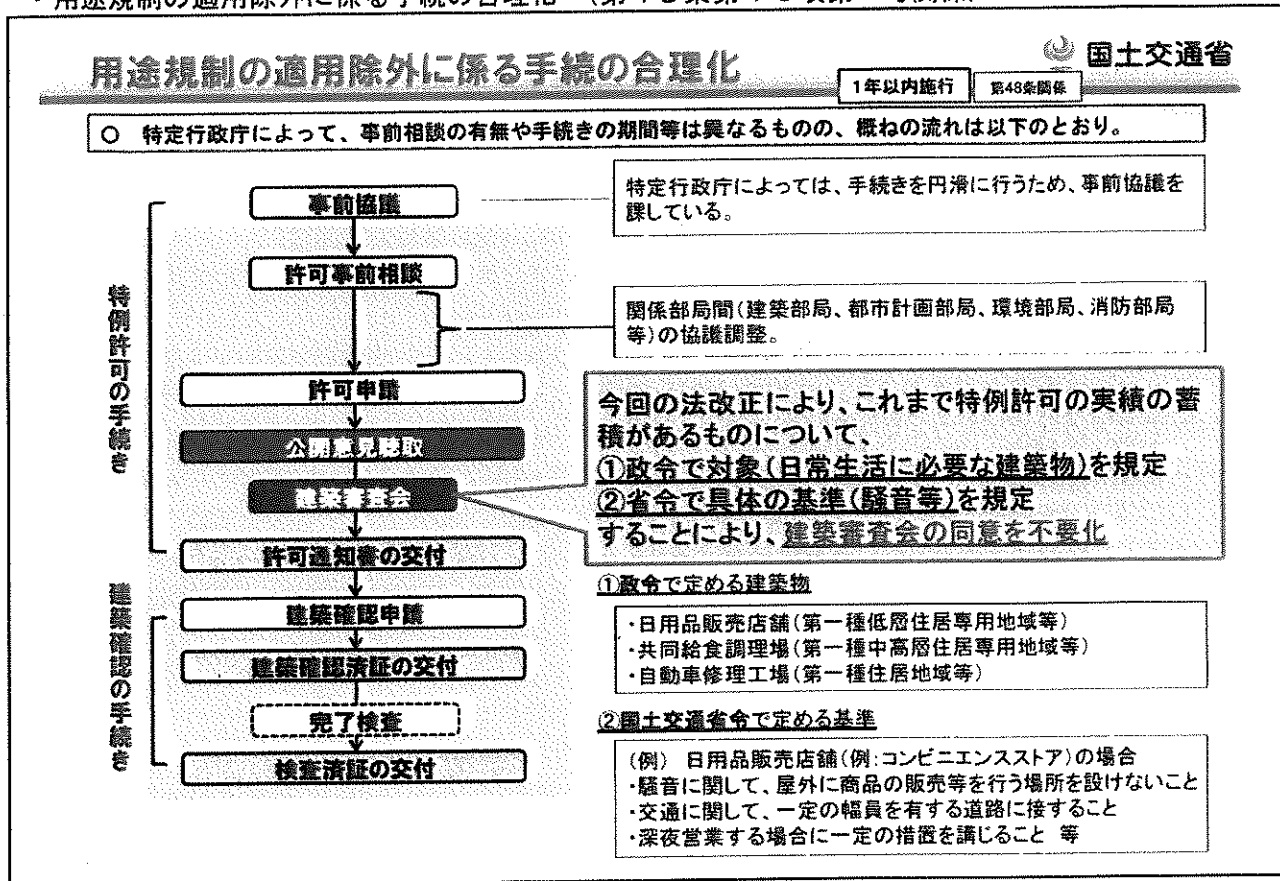 用途規制の適用除外に係る手続の合理化
国土交通省
1年以内施行
第48条関係
○ 特定行政庁によって、事前相談の有無や手続きの期間等は異なるものの、概ねの流れは以下のとおり。
特例許可の手続き
事前協議
許可事前相談
許可申請
公開意見聴取
建築審査会
許可通知書の交付
建築確認の手続き
建築確認申請
建築確認済証の交付
完了検査
検査済証の交付
特定行政庁によっては、手続きを円滑に行うため、事前協議を
課している。
関係部局間(建築部局、都市計画部局、環境部局、消防部局
等)の協議調整。
今回の法改正により、これまで特例許可の実績の蓄
積があるものについて、
①政令で対象(日常生活に必要な建築物)を規定
②省令で具体の基準(騒音等)を規定
することにより、建築審査会の同意を不要化
①政令で定める建築物
・日用品販売店舗(第一種低層住居専用地域等)
・共同給食調理場(第一種中高層住居専用地域等)
・自動車修理工場(第一種住居地域等)
②国土交通省令で定める基準
(例) 日用品販売店舗(例:コンビニエンスストア)の場合
・騒音に関して、屋外に商品の販売等を行う場所を設けないこと
・交通に関して、一定の幅員を有する道路に接すること
・深夜営業する場合に一定の措置を講じること 等